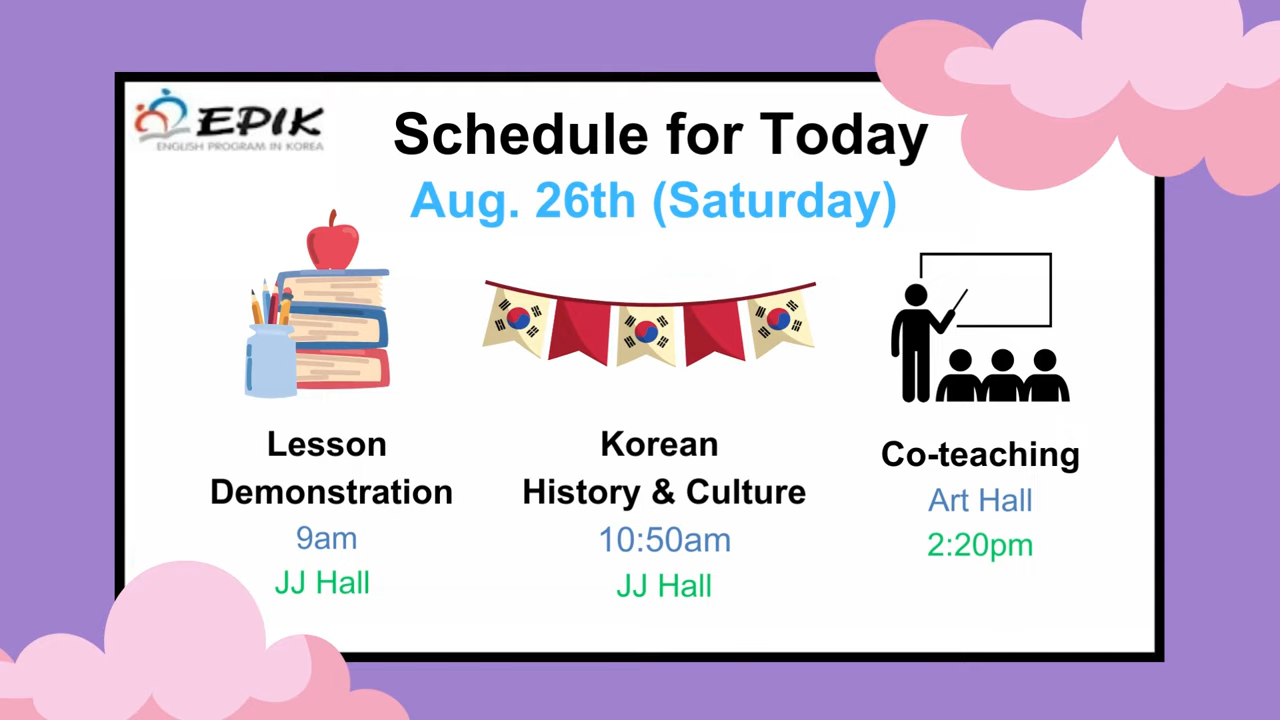 EPIK
ENGLISH PROGRAM IN KOREA
Schedule for Today
Aug. 26th (Saturday)
Lesson
Demonstration
9am
JJ Hall
Korean
History & Culture
10:50am
JJ Hall
Co-teaching
Art Hall
2:20pm